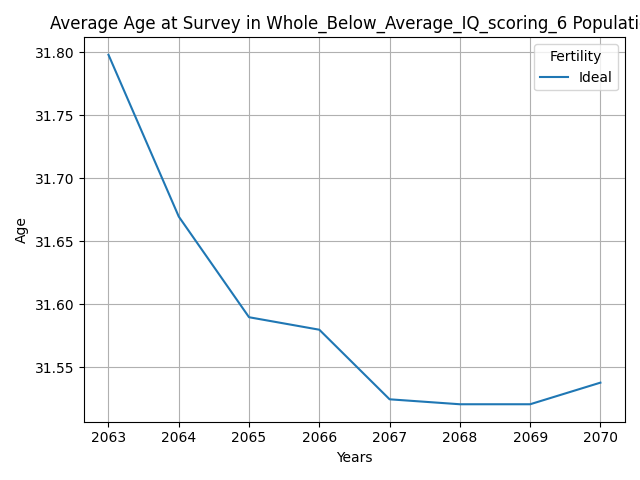 Average Age at Survey in Whole_Below_Average_IQ_scoring_6 Populati
Fertility
Ideal
31.80
31.75
31.70
31.65
31.60
31.55
Age
2063 2064 2065 2066 2067 2068 2069 2070
Years